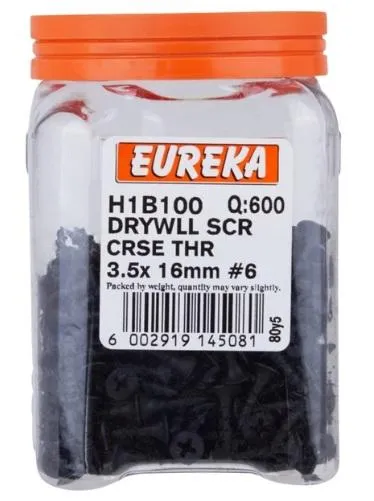 EUREKA
H1B100 Q:600
DRYWLL SCR
CRSE THR
3.5x 16mm #6
Packed by weight, quantity may vary slightly.
6 002919 145081
80y5